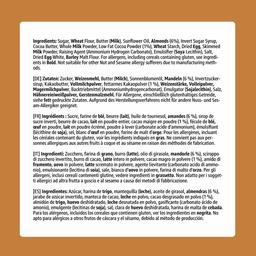 Ingredients: Sugar, Wheat Flour, Butter (Milk), Sunflower Oil, Almonds (6%), Invert Sugar Syrup,
Cocoa Butter, Whole Milk Powder, Low Fat Cocoa Powder (1%), Wheat Starch, Dried Egg, Skimmed
Milk Powder, Raising Agent (Ammonium Hydrogen Carbonate), Emulsifier (Soya Lecithin), Salt,
Dried Egg White, Barley Malt Flour. For allergens, including cereals containing gluten, see ingredi-
ents in Bold. Not suitable for other Nut and Sesame allergy sufferers due to manufacturing meth-
ods.
[DE] Zutaten: Zucker, Weizenmehl, Butter (Milch), Sonnenblumenöl, Mandeln (6 %), Invertzucker-
sirup, Kakaobutter, Vollmilchpulver, fettarmes Kakaopulver (1 %), Weizenstärke, Volleipulver,
Magermilchpulver, Backtriebmittel (Ammoniumhydrogencarbonat), Emulgator (Sojalecithin), Salz,
Hühnereiweißpulver, Gerstenmalzmehl. Für Allergene, einschließlich glutenhaltiges Getreide,
siehe fett gedruckte Zutaten. Aufgrund des Herstellungsverfahrens nicht für andere Nuss- und Ses-
am-Allergiker geeignet.
[FR] Ingrédients : Sucre, farine de blé, beurre (lait), huile de tournesol, amandes (6 %), sirop de
sucre inverti, beurre de cacao, lait en poudre entier, cacao maigre en poudre (1 %), fécule de blé,
œuf en poudre, lait en poudre écrémé, poudre à lever (carbonate acide d'ammonium), émulsifiant
(lécithine de soja), sel, blanc d'œuf en poudre, farine de malt d'orge. Pour les allergènes, incluant
les céréales contenant du gluten, voir les ingrédients indiqués en gras. Ne convient pas aux per-
sonnes allergiques aux autres fruits à coque et au sésame en raison des méthodes de fabrication.
[IT] Ingredienti: Zucchero, farina di grano, burro (latte), olio di girasole, mandorle (6 %), sciroppo
di zucchero invertito, burro di cacao, latte intero in polvere, cacao magro in polvere (1 %), amido di
frumento, uovo in polvere, latte scremato in polvere, agente lievitante (carbonato acido di ammo-
nio), emulsionante (lecitina di soia), sale, bianco d'uovo in polvere, farina di malto d'orzo. Per gli
allergeni, inclusi cereali contenenti glutine, vedere ingredienti in grassetto. Non adatto per i sogget-
ti allergici ad altra frutta a guscio e al sesamo a causa dei metodi di fabbricazione.
[ES] Ingredientes: Azúcar, harina de trigo, mantequilla (leche), aceite de girasol, almendras (6 %),
jarabe de azúcar invertido, manteca de cacao, leche en polvo, cacao desgrasado en polvo (1 %),
almidón de trigo, huevo deshidratado, leche desnatada en polvo, gasificante (carbonato ácido de
amonio), emulgente (lecitina de soja), sal, clara de huevo deshidratada, harina de malta de cebada.
Para los alérgenos, incluidos los cereales que contienen gluten, ver los ingredientes en negrita. No
apto para alérgicos a otros frutos de cáscara y al sésamo, debido al método de producción.